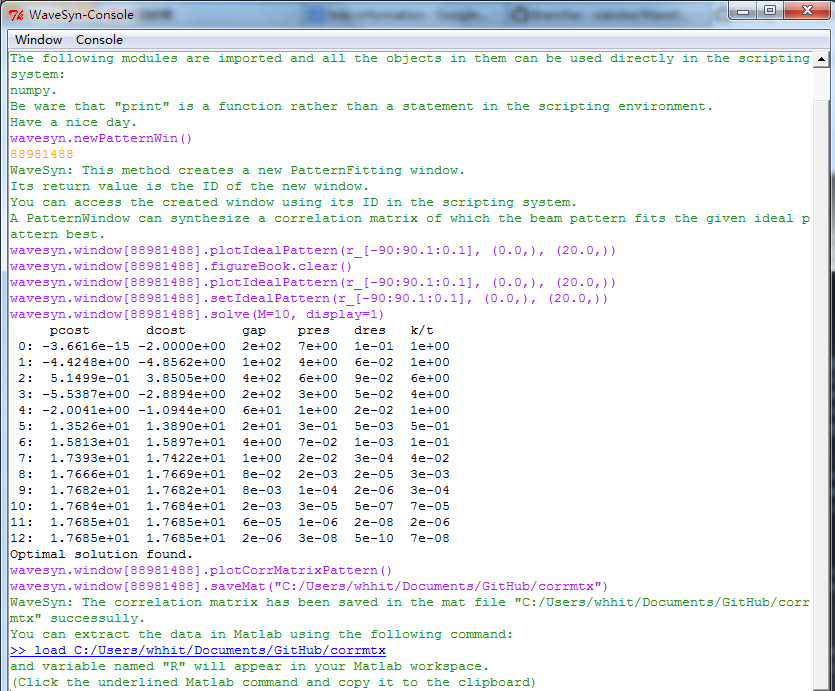 WaveSyn-Console
Window Console
The following modules are imported and all the objects in them can be used directly in the scripting
system:
numpy.
Be ware that "print" is a function rather than a statement in the scripting environment.
Have a nice day.
wavesyn.newPatternWin()
88981488
WaveSyn: This method creates a new PatternFitting window.
Its return value is the ID of the new window.
You can access the created window using its ID in the scripting system.
A PatternWindow can synthesize a correlation matrix of which the beam pattern fits the given ideal p
attern best.
wavesyn.window[88981488].plotIdealPattern(r_[-90:90.1:0.1], (0.0,), (20.0,))
wavesyn.window[88981488].figureBook.clear()
wavesyn.window[88981488].plotIdealPattern(r_[-90:90.1:0.1], (0.0,), (20.0,))
wavesyn.window[88981488].setIdealPattern(r_[-90:90.1:0.1], (0.0,), (20.0,))
wavesyn.window[88981488].solve(M=10, display=1)
     pcost       dcost       gap    pres   dres   k/t
 0: -3.6616e-15 -2.0000e+00  2e+02  7e+00  1e-01  1e+00
 1: -4.4248e+00 -4.8562e+00  1e+02  4e+00  6e-02  1e+00
 2:  5.1499e-01  3.8505e+00  4e+02  6e+00  9e-02  6e+00
 3: -5.5387e+00 -2.8894e+00  2e+02  3e+00  5e-02  4e+00
 4: -2.0041e+00 -1.0944e+00  6e+01  1e+00  2e-02  1e+00
 5:  1.3526e+01  1.3890e+01  2e+01  3e-01  5e-03  5e-01
 6:  1.5813e+01  1.5897e+01  4e+00  7e-02  1e-03  1e-01
 7:  1.7393e+01  1.7422e+01  1e+00  2e-02  3e-04  4e-02
 8:  1.7666e+01  1.7669e+01  8e-02  2e-03  2e-05  3e-03
 9:  1.7682e+01  1.7682e+01  8e-03  1e-04  2e-06  3e-04
10:  1.7684e+01  1.7684e+01  2e-03  3e-05  5e-07  7e-05
11:  1.7685e+01  1.7685e+01  6e-05  1e-06  2e-08  2e-06
12:  1.7685e+01  1.7685e+01  2e-06  3e-08  5e-10  7e-08
Optimal solution found.
wavesyn.window[88981488].plotCorrMatrixPattern()
wavesyn.window[88981488].saveMat("C:/Users/whhit/Documents/GitHub/corrmtx")
WaveSyn: The correlation matrix has been saved in the mat file "C:/Users/whhit/Documents/GitHub/corr
mtx" successully.
You can extract the data in Matlab using the following command:
>> load C:/Users/whhit/Documents/GitHub/corrmtx
and variable named "R" will appear in your Matlab workspace.
(Click the underlined Matlab command and copy it to the clipboard)